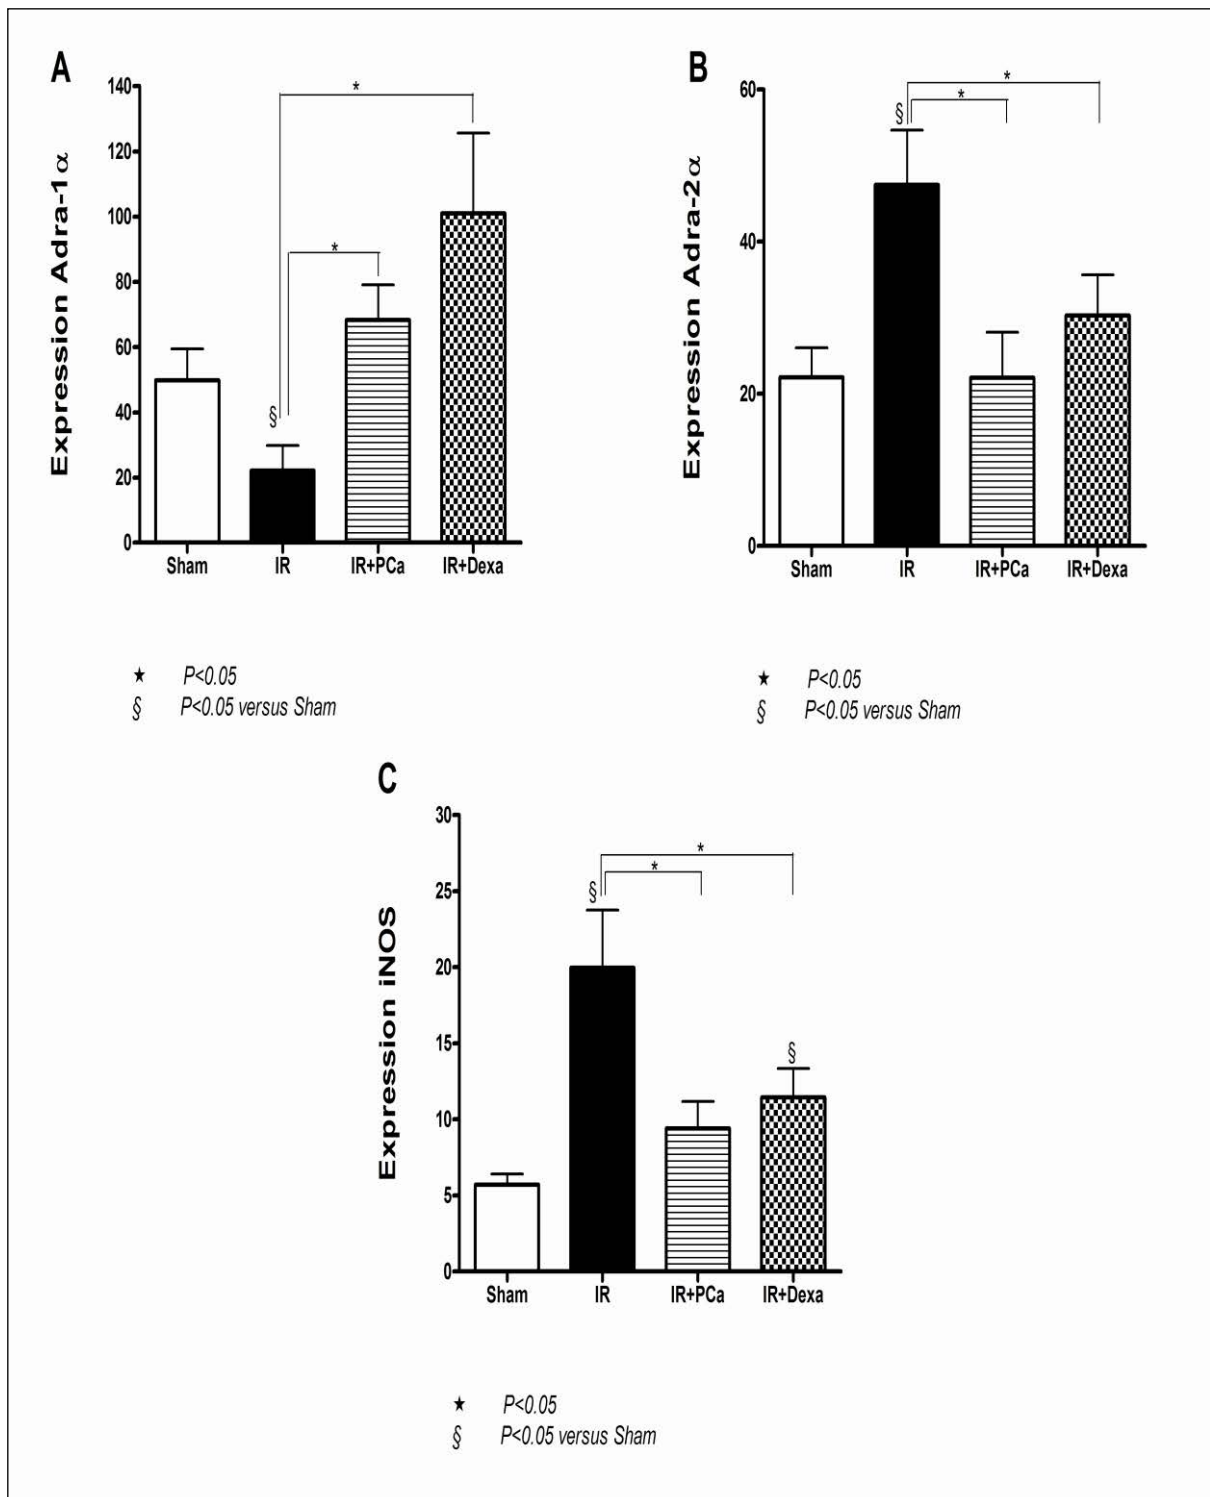 A
Expression Adra-1α
140
120
100
80
60
40
20
0
*
*
§
Sham IR IR+PCa IR+Dexa
★ P<0.05
§ P<0.05 versus Sham
B
Expression Adra-2α
60
40
20
0
*
*
§
Sham IR IR+PCa IR+Dexa
★ P<0.05
§ P<0.05 versus Sham
C
Expression iNOS
30
25
20
15
10
5
0
*
*
§
§
Sham IR IR+PCa IR+Dexa
★ P<0.05
§ P<0.05 versus Sham